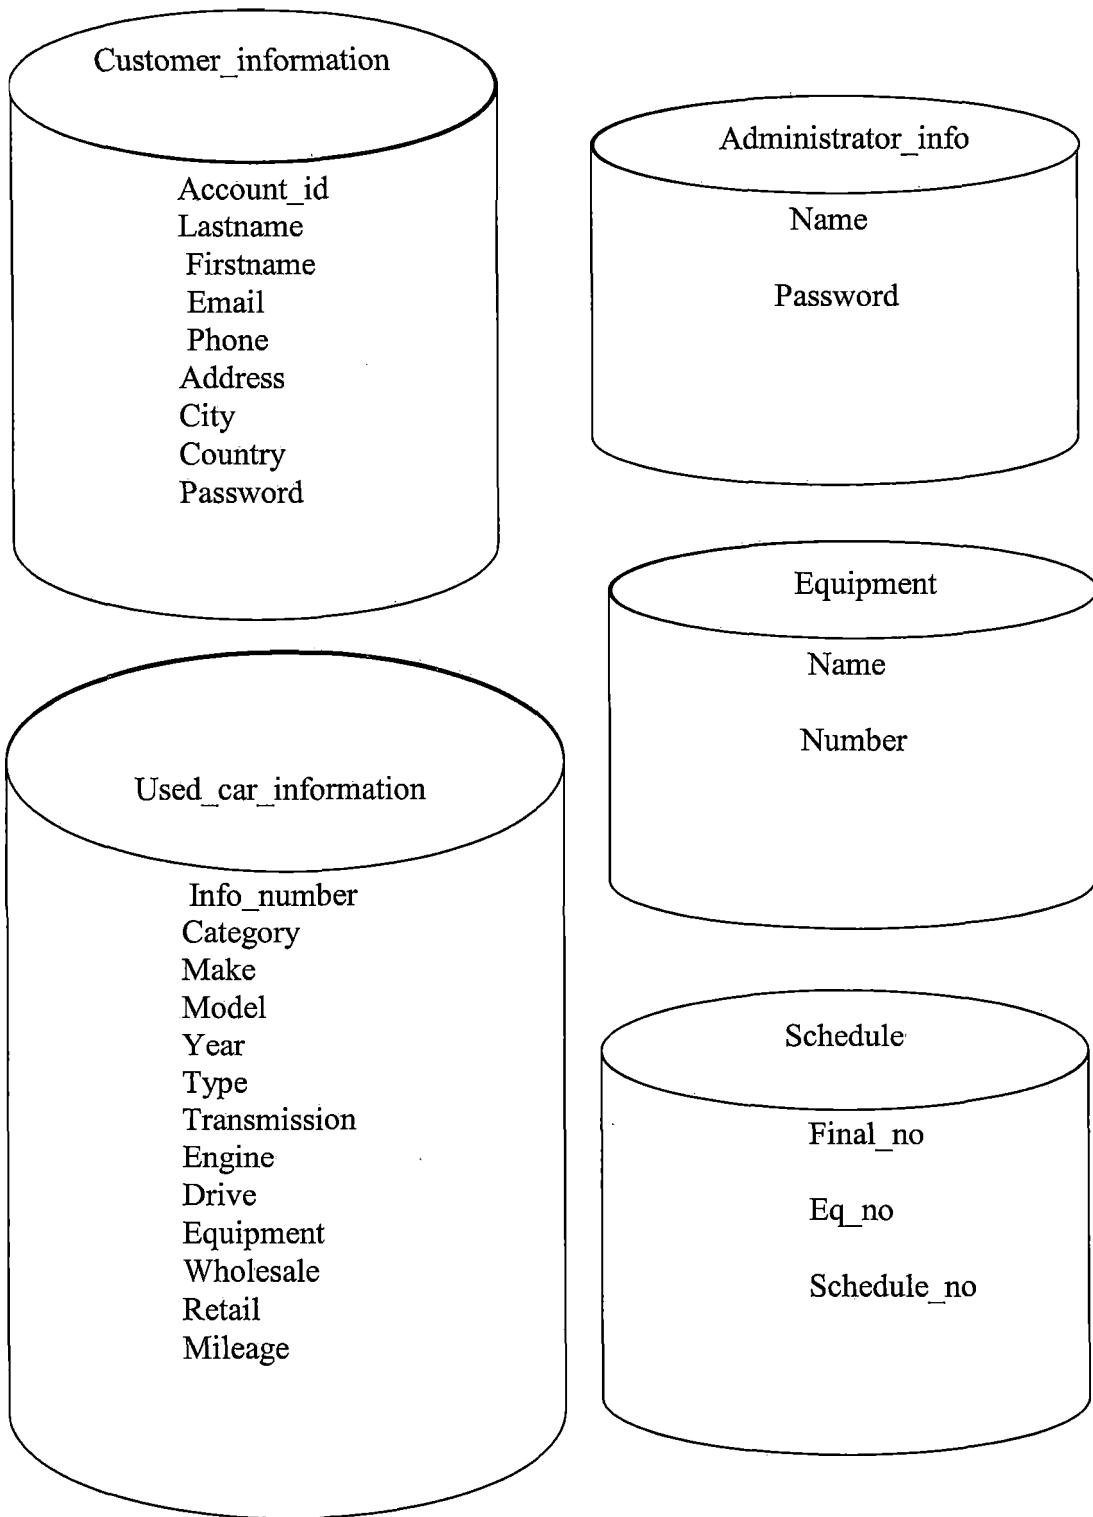 Customer_information
Account_id
Lastname
Firstname
Email
Phone
Address
City
Country
Password
Administrator_info
Name
Password
Equipment
Name
Number
Used_car_information
Info_number
Category
Make
Model
Year
Type
Transmission
Engine
Drive
Equipment
Wholesale
Retail
Mileage
Schedule
Final_no
Eq_no
Schedule_no